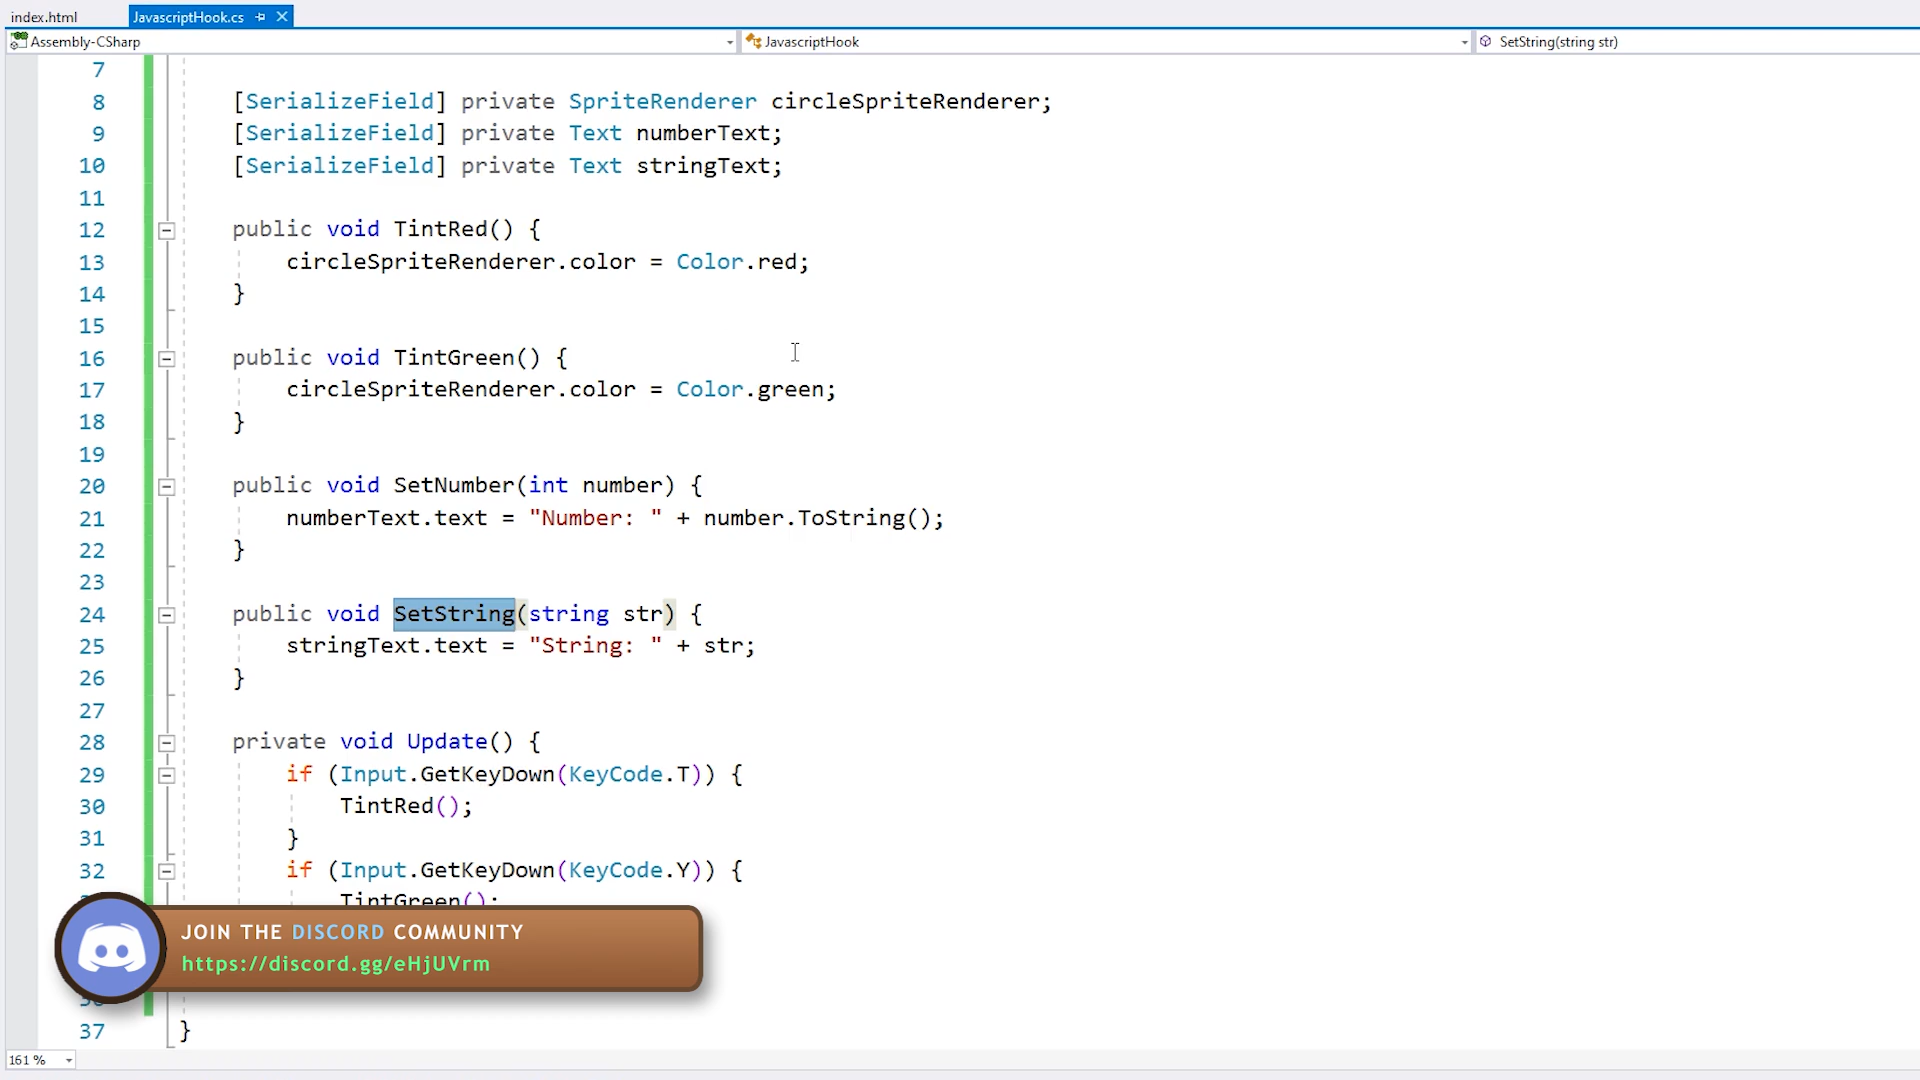 index.html JavascriptHook.cs
Assembly-CSharp JavascriptHook SetString(string str)
7
8 [SerializeField] private SpriteRenderer circleSpriteRenderer;
9 [SerializeField] private Text numberText;
10 [SerializeField] private Text stringText;
11
12 public void TintRed() {
13 circleSpriteRenderer.color = Color.red;
14 }
15
16 public void TintGreen() {
17 circleSpriteRenderer.color = Color.green;
18 }
19
20 public void SetNumber(int number) {
21 numberText.text = "Number: " + number.ToString();
22 }
23
24 public void SetString(string str) {
25 stringText.text = "String: " + str;
26 }
27
28 private void Update() {
29 if (Input.GetKeyDown(KeyCode.T)) {
30 TintRed();
31 }
32 if (Input.GetKeyDown(KeyCode.Y)) {
TintGreen();
JOIN THE DISCORD COMMUNITY
https://discord.gg/eHjUVrm
37 }
161 %